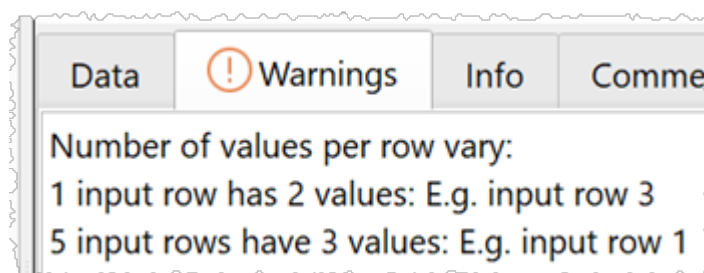 Data Warnings Info Comme
Number of values per row vary:
1 input row has 2 values: E.g. input row 3
5 input rows have 3 values: E.g. input row 1